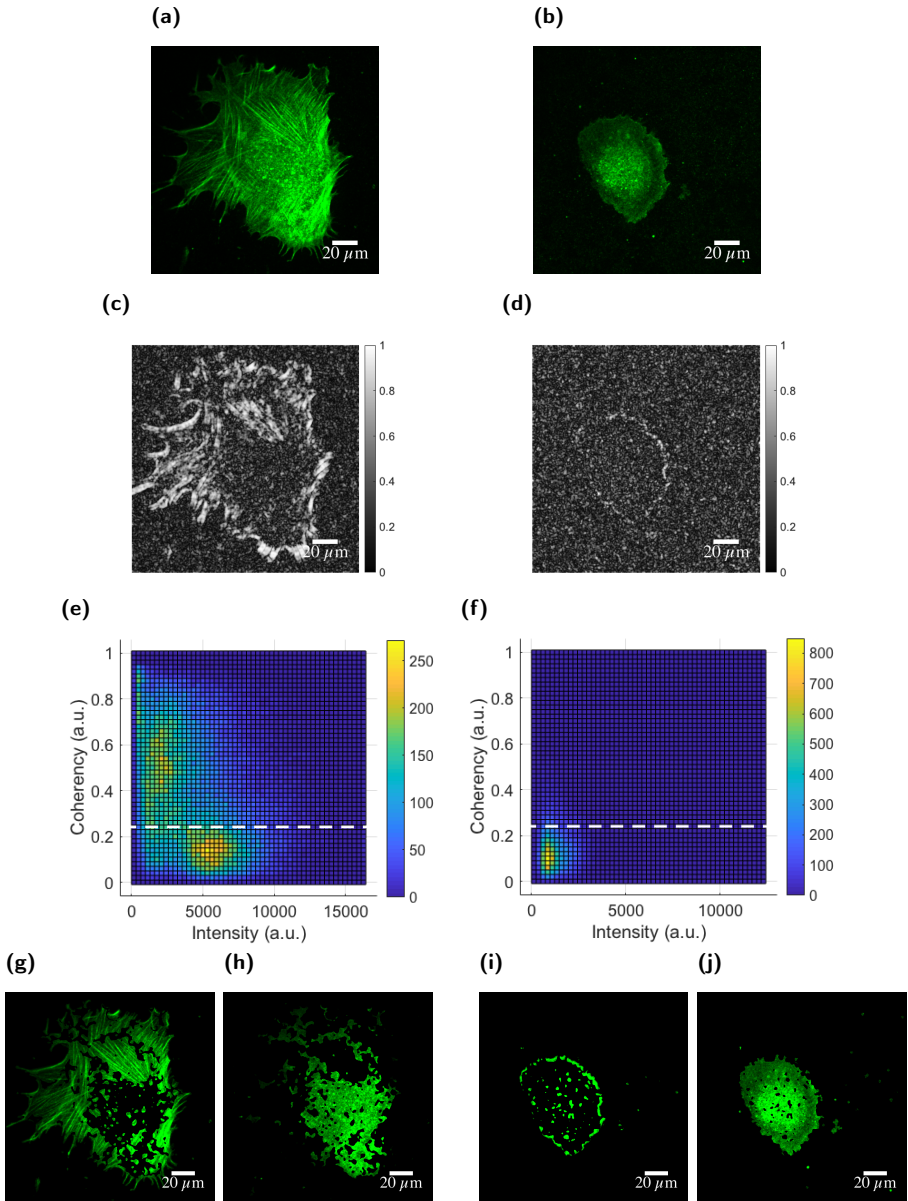 (a) (b)
20 µm 20 µm
(c) (d)
1 1
0.8 0.8
0.6 0.6
0.4 0.4
0.2 0.2
0 0
20 µm 20 µm
(e) (f)
1 1
0.8 0.8
0.6 0.6
0.4 0.4
0.2 0.2
0 0
Coherency (a.u.) Coherency (a.u.)
0 5000 10000 15000 0 5000 10000
Intensity (a.u.) Intensity (a.u.)
250 800
200 700
150 600
100 500
50 400
0 300
200
100
0
(g) (h) (i) (j)
20 µm 20 µm 20 µm 20 µm